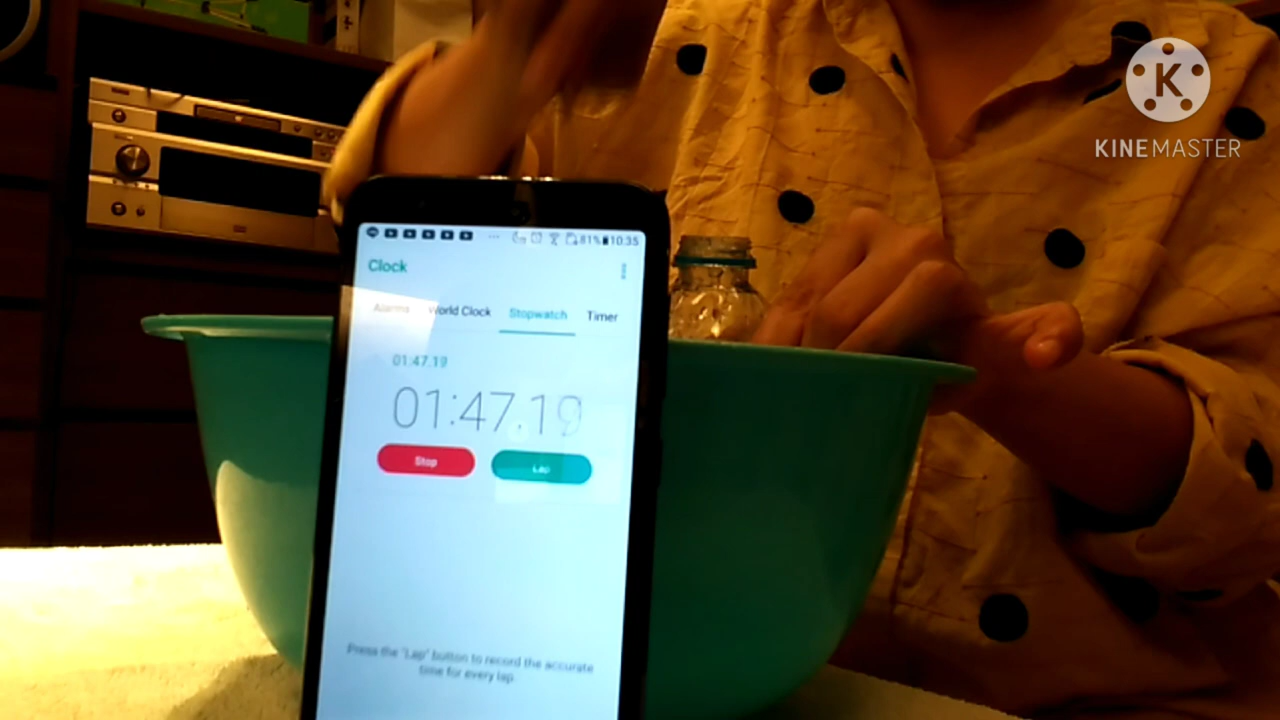 K
KINEMASTER
81% 10:35
Clock
Alarms World Clock Stopwatch Timer
01:47.19
01:47.19
Stop Lap
Press the "Lap" button to record the accurate
time for every lap.